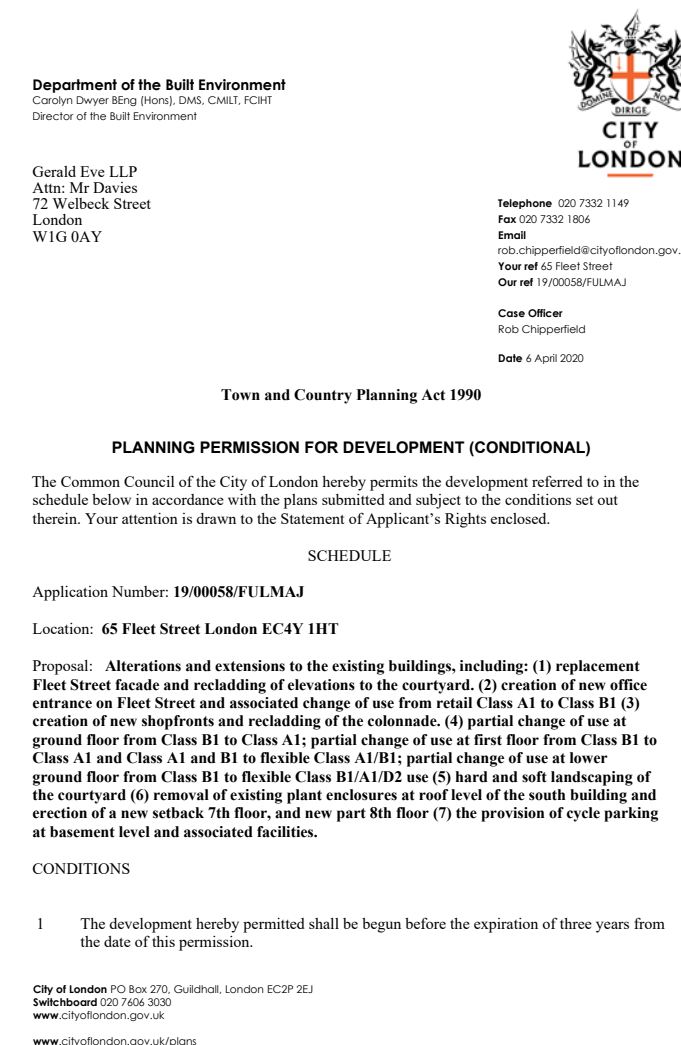 Department of the Built Environment
Carolyn Dwyer BEng (Hons), DMS, CMILT, FCIHT
Director of the Built Environment
DOMINE DIRIGE NOS
CITY
OF
LONDON
Gerald Eve LLP
Attn: Mr Davies
72 Welbeck Street
London
W1G 0AY
Telephone 020 7332 1149
Fax 020 7332 1806
Email
rob.chipperfield@cityoflondon.gov.
Your ref 65 Fleet Street
Our ref 19/00058/FULMAJ
Case Officer
Rob Chipperfield
Date 6 April 2020
Town and Country Planning Act 1990
PLANNING PERMISSION FOR DEVELOPMENT (CONDITIONAL)
The Common Council of the City of London hereby permits the development referred to in the
schedule below in accordance with the plans submitted and subject to the conditions set out
therein. Your attention is drawn to the Statement of Applicant's Rights enclosed.
SCHEDULE
Application Number: 19/00058/FULMAJ
Location: 65 Fleet Street London EC4Y 1HT
Proposal: Alterations and extensions to the existing buildings, including: (1) replacement
Fleet Street facade and recladding of elevations to the courtyard. (2) creation of new office
entrance on Fleet Street and associated change of use from retail Class A1 to Class B1 (3)
creation of new shopfronts and recladding of the colonnade. (4) partial change of use at
ground floor from Class B1 to Class A1; partial change of use at first floor from Class B1 to
Class A1 and Class A1 and B1 to flexible Class A1/B1; partial change of use at lower
ground floor from Class B1 to flexible Class B1/A1/D2 use (5) hard and soft landscaping of
the courtyard (6) removal of existing plant enclosures at roof level of the south building and
erection of a new setback 7th floor, and new part 8th floor (7) the provision of cycle parking
at basement level and associated facilities.
CONDITIONS
1 The development hereby permitted shall be begun before the expiration of three years from
the date of this permission.
City of London PO Box 270, Guildhall, London EC2P 2EJ
Switchboard 020 7606 3030
www.cityoflondon.gov.uk
www.cityoflondon.gov.uk/plans